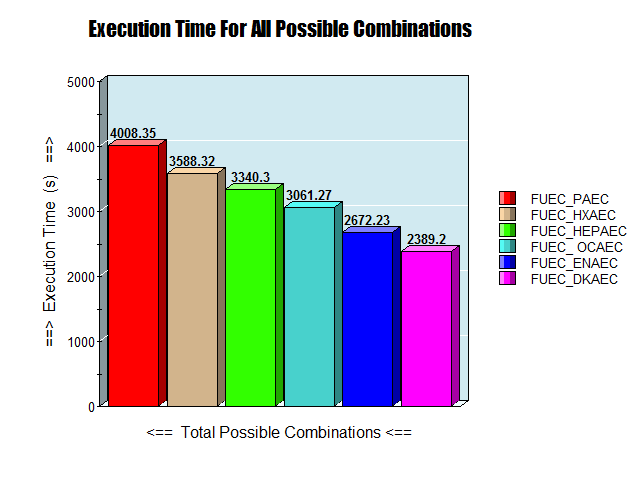 Execution Time For All Possible Combinations
5000
4000
3000
2000
1000
0
==> Execution Time (s) ==>
4008.35
3588.32
3340.3
3061.27
2672.23
2389.2
<== Total Possible Combinations <==
FUEC_PAEC
FUEC_HXAEC
FUEC_HEPAEC
FUEC_ OCAEC
FUEC_ENAEC
FUEC_DKAEC